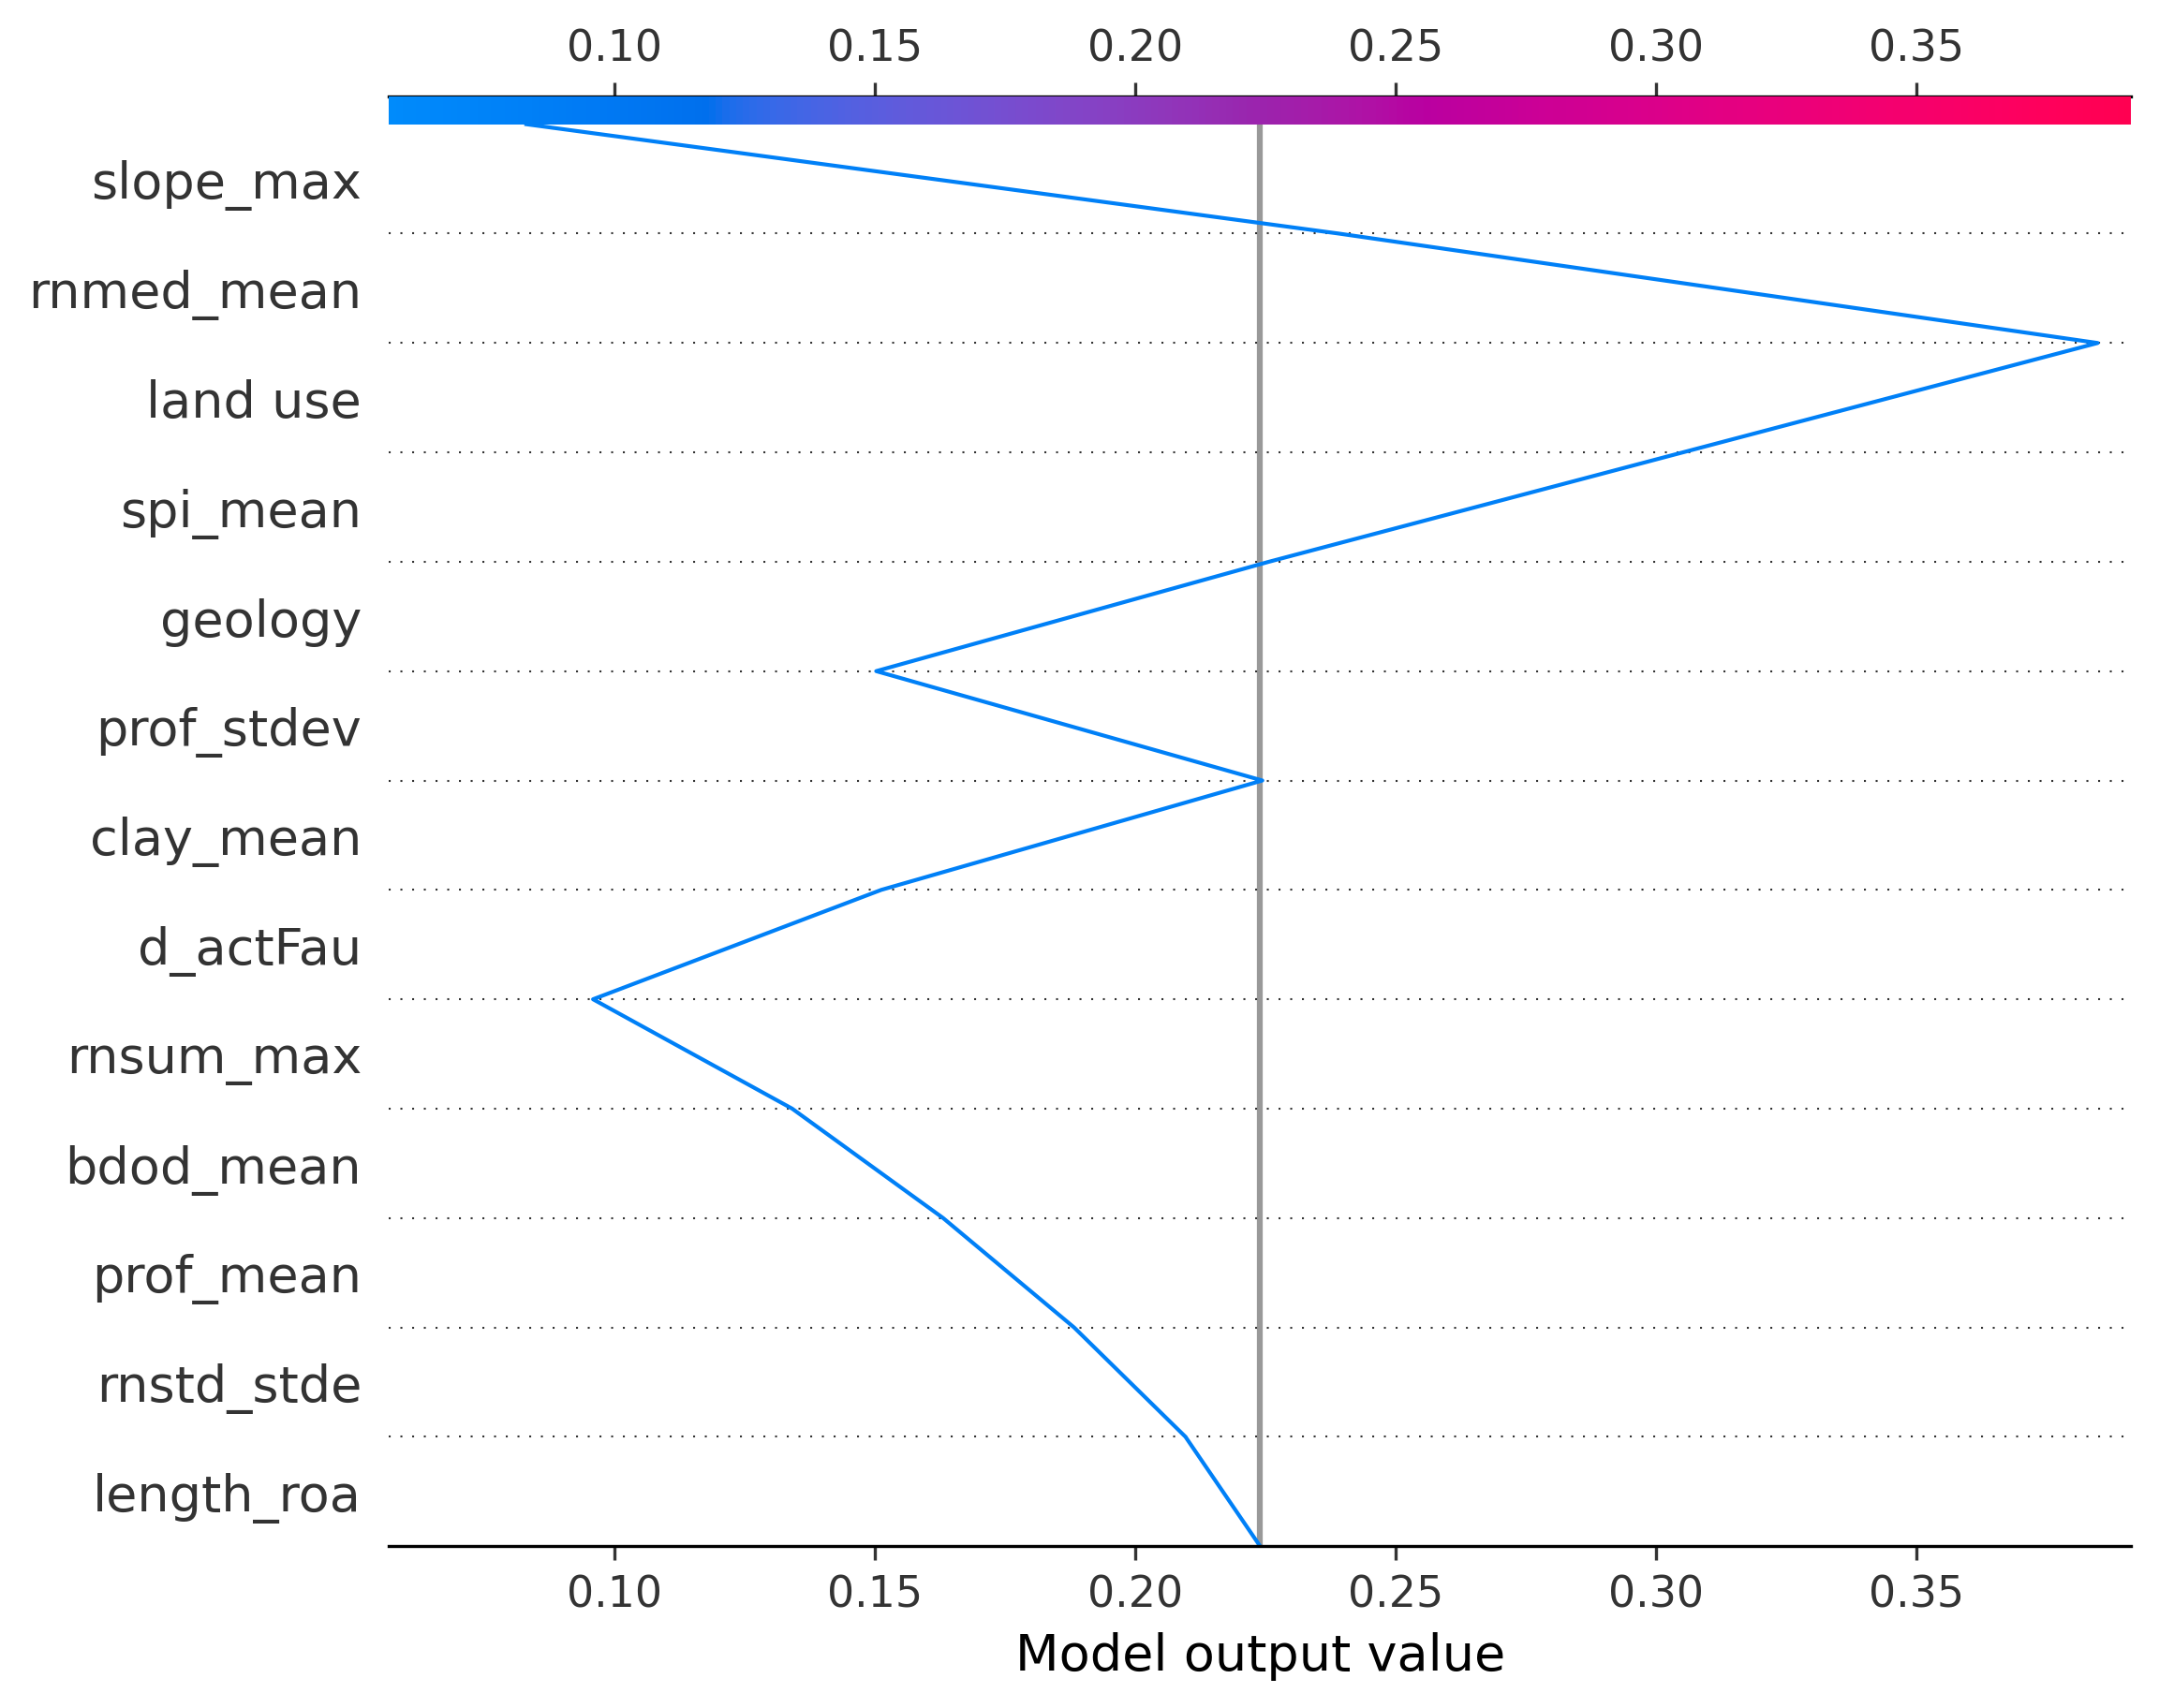 0.10 0.15 0.20 0.25 0.30 0.35
slope_max
rnmed_mean
land use
spi_mean
geology
prof_stdev
clay_mean
d_actFau
rnsum_max
bdod_mean
prof_mean
rnstd_stde
length_roa
0.10 0.15 0.20 0.25 0.30 0.35
Model output value